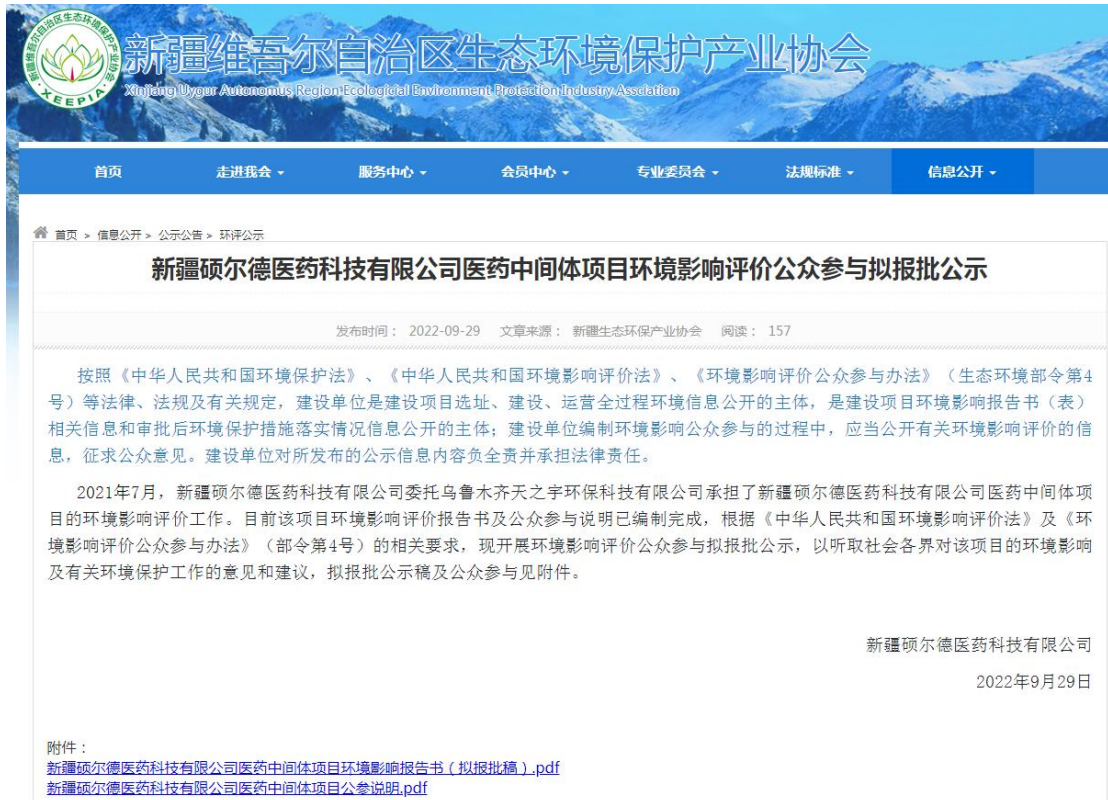 新疆维吾尔自治区生态环境保护产业协会
Xinjiang Uygur Autonomus Region Ecological Environment Protection Industry Assciation
XEEPIA
首页 走进我会 服务中心 会员中心 专业委员会 法规标准 信息公开
首页 > 信息公开 > 公示公告 > 环评公示
新疆硕尔德医药科技有限公司医药中间体项目环境影响评价公众参与拟报批公示
发布时间： 2022-09-29 文章来源： 新疆生态环保产业协会 阅读： 157
按照《中华人民共和国环境保护法》、《中华人民共和国环境影响评价法》、《环境影响评价公众参与办法》（生态环境部令第4
号）等法律、法规及有关规定，建设单位是建设项目选址、建设、运营全过程环境信息公开的主体，是建设项目环境影响报告书（表）
相关信息和审批后环境保护措施落实情况信息公开的主体；建设单位编制环境影响公众参与的过程中，应当公开有关环境影响评价的信
息，征求公众意见。建设单位对所发布的公示信息内容负全责并承担法律责任。
2021年7月，新疆硕尔德医药科技有限公司委托乌鲁木齐天之宇环保科技有限公司承担了新疆硕尔德医药科技有限公司医药中间体项
目的环境影响评价工作。目前该项目环境影响评价报告书及公众参与说明已编制完成，根据《中华人民共和国环境影响评价法》及《环
境影响评价公众参与办法》（部令第4号）的相关要求，现开展环境影响评价公众参与拟报批公示，以听取社会各界对该项目的环境影响
及有关环境保护工作的意见和建议，拟报批公示稿及公众参与见附件。
新疆硕尔德医药科技有限公司
2022年9月29日
附件：
新疆硕尔德医药科技有限公司医药中间体项目环境影响报告书（拟报批稿）.pdf
新疆硕尔德医药科技有限公司医药中间体项目公参说明.pdf